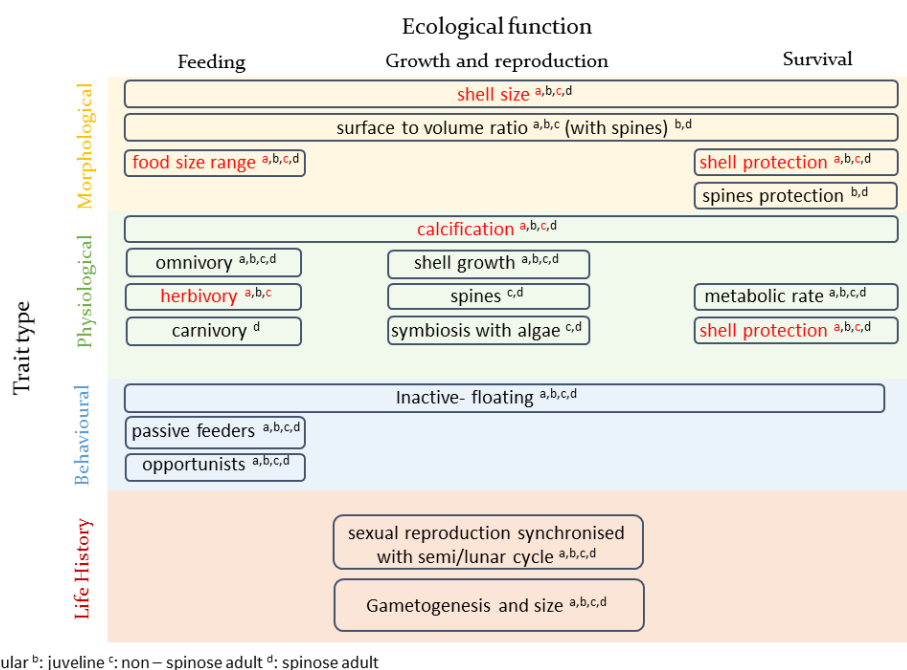 Ecological function
Feeding Growth and reproduction Survival
Trait type
Morphological
shell size a,b,c,d
surface to volume ratio a,b,c (with spines) b,d
food size range a,b,c,d
shell protection a,b,c,d
spines protection b,d
Physiological
calcification a,b,c,d
omnivory a,b,c,d
shell growth a,b,c,d
herbivory a,b,c
spines c,d
metabolic rate a,b,c,d
carnivory d
symbiosis with algae c,d
shell protection a,b,c,d
Behavioural
Inactive- floating a,b,c,d
passive feeders a,b,c,d
opportunists a,b,c,d
Life History
sexual reproduction synchronised
with semi/lunar cycle a,b,c,d
Gametogenesis and size a,b,c,d
ular b: juveline c: non – spinose adult d: spinose adult